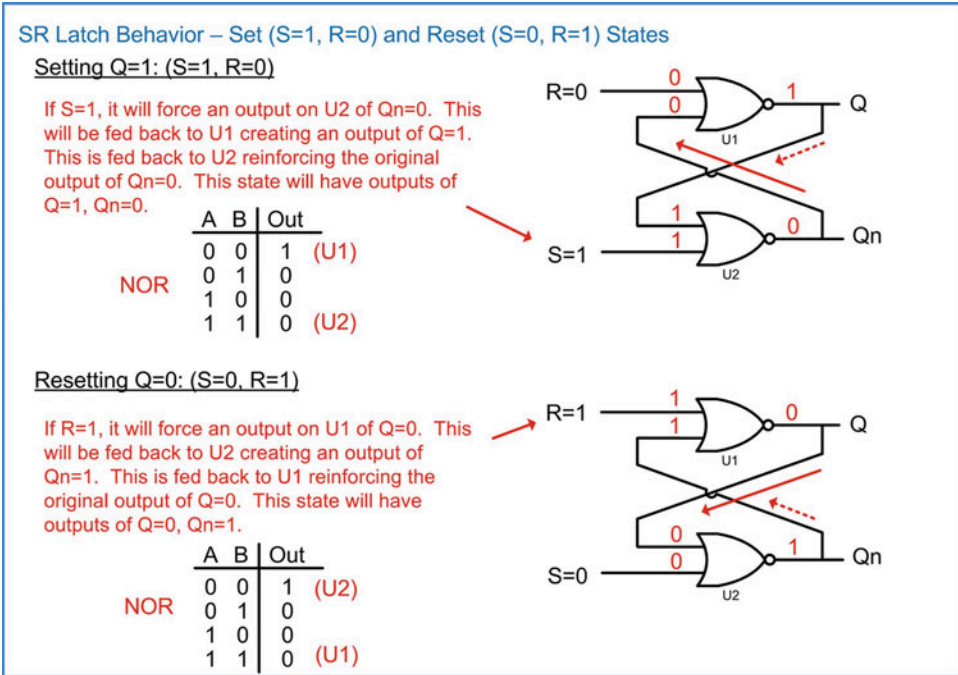 SR Latch Behavior – Set (S=1, R=0) and Reset (S=0, R=1) States
Setting Q=1: (S=1, R=0)
If S=1, it will force an output on U2 of Qn=0. This
will be fed back to U1 creating an output of Q=1.
This is fed back to U2 reinforcing the original
output of Qn=0. This state will have outputs of
Q=1, Qn=0.
A B Out
0 0 1 (U1)
0 1 0
NOR
1 0 0
1 1 0 (U2)
R=0 0 1 Q
0
U1
1
S=1 1 0 Qn
U2
Resetting Q=0: (S=0, R=1)
If R=1, it will force an output on U1 of Q=0. This
will be fed back to U2 creating an output of
Qn=1. This is fed back to U1 reinforcing the
original output of Q=0. This state will have
outputs of Q=0, Qn=1.
A B Out
0 0 1 (U2)
NOR 0 1 0
1 0 0
1 1 0 (U1)
R=1 1 0 Q
1
U1
0
S=0 0 1 Qn
U2